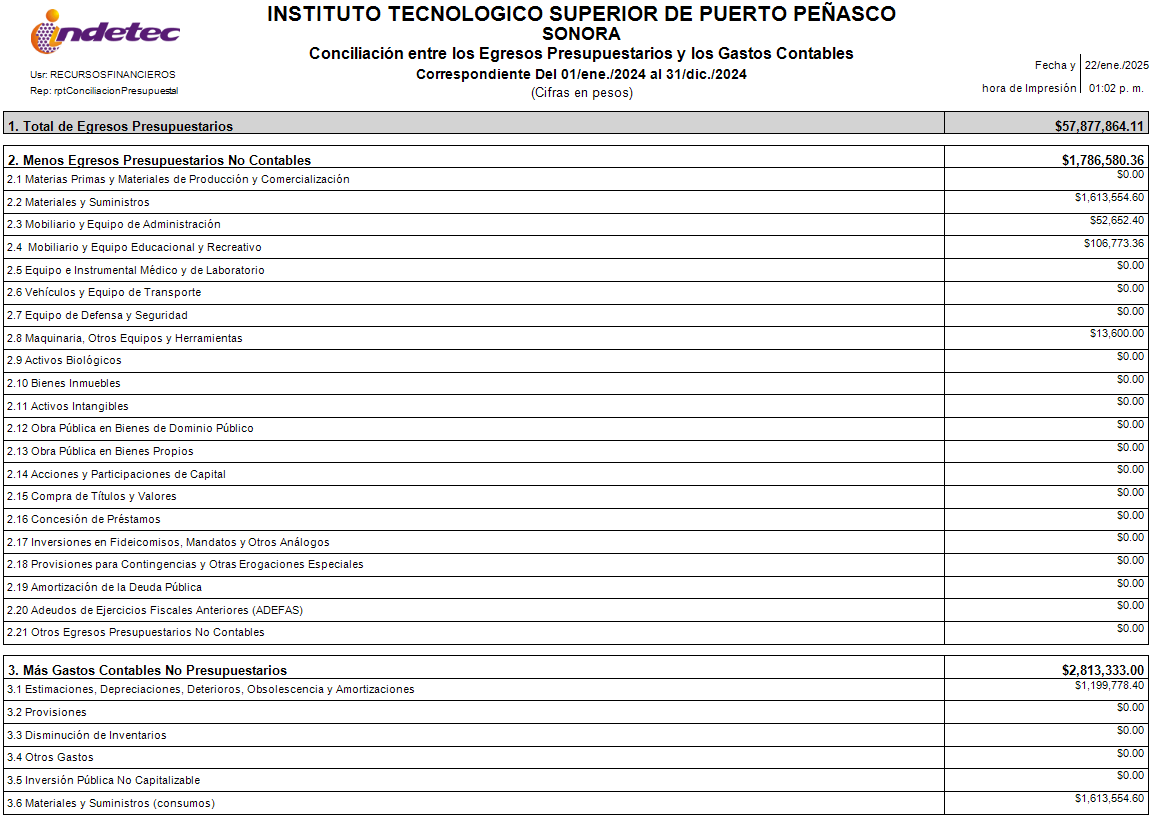 indetec
INSTITUTO TECNOLOGICO SUPERIOR DE PUERTO PEÑASCO
SONORA
Conciliación entre los Egresos Presupuestarios y los Gastos Contables
Usr: RECURSOSFINANCIEROS
Rep: rptConciliacionPresupuestal
Correspondiente Del 01/ene./2024 al 31/dic./2024
(Cifras en pesos)
Fecha y 22/ene./2025
hora de Impresión 01:02 p. m.
1. Total de Egresos Presupuestarios $57,877,864.11
2. Menos Egresos Presupuestarios No Contables $1,786,580.36
2.1 Materias Primas y Materiales de Producción y Comercialización $0.00
2.2 Materiales y Suministros $1,613,554.60
2.3 Mobiliario y Equipo de Administración $52,652.40
2.4 Mobiliario y Equipo Educacional y Recreativo $106,773.36
2.5 Equipo e Instrumental Médico y de Laboratorio $0.00
2.6 Vehículos y Equipo de Transporte $0.00
2.7 Equipo de Defensa y Seguridad $0.00
2.8 Maquinaria, Otros Equipos y Herramientas $13,600.00
2.9 Activos Biológicos $0.00
2.10 Bienes Inmuebles $0.00
2.11 Activos Intangibles $0.00
2.12 Obra Pública en Bienes de Dominio Público $0.00
2.13 Obra Pública en Bienes Propios $0.00
2.14 Acciones y Participaciones de Capital $0.00
2.15 Compra de Títulos y Valores $0.00
2.16 Concesión de Préstamos $0.00
2.17 Inversiones en Fideicomisos, Mandatos y Otros Análogos $0.00
2.18 Provisiones para Contingencias y Otras Erogaciones Especiales $0.00
2.19 Amortización de la Deuda Pública $0.00
2.20 Adeudos de Ejercicios Fiscales Anteriores (ADEFAS) $0.00
2.21 Otros Egresos Presupuestarios No Contables $0.00
3. Más Gastos Contables No Presupuestarios $2,813,333.00
3.1 Estimaciones, Depreciaciones, Deterioros, Obsolescencia y Amortizaciones $1,199,778.40
3.2 Provisiones $0.00
3.3 Disminución de Inventarios $0.00
3.4 Otros Gastos $0.00
3.5 Inversión Pública No Capitalizable $0.00
3.6 Materiales y Suministros (consumos) $1,613,554.60